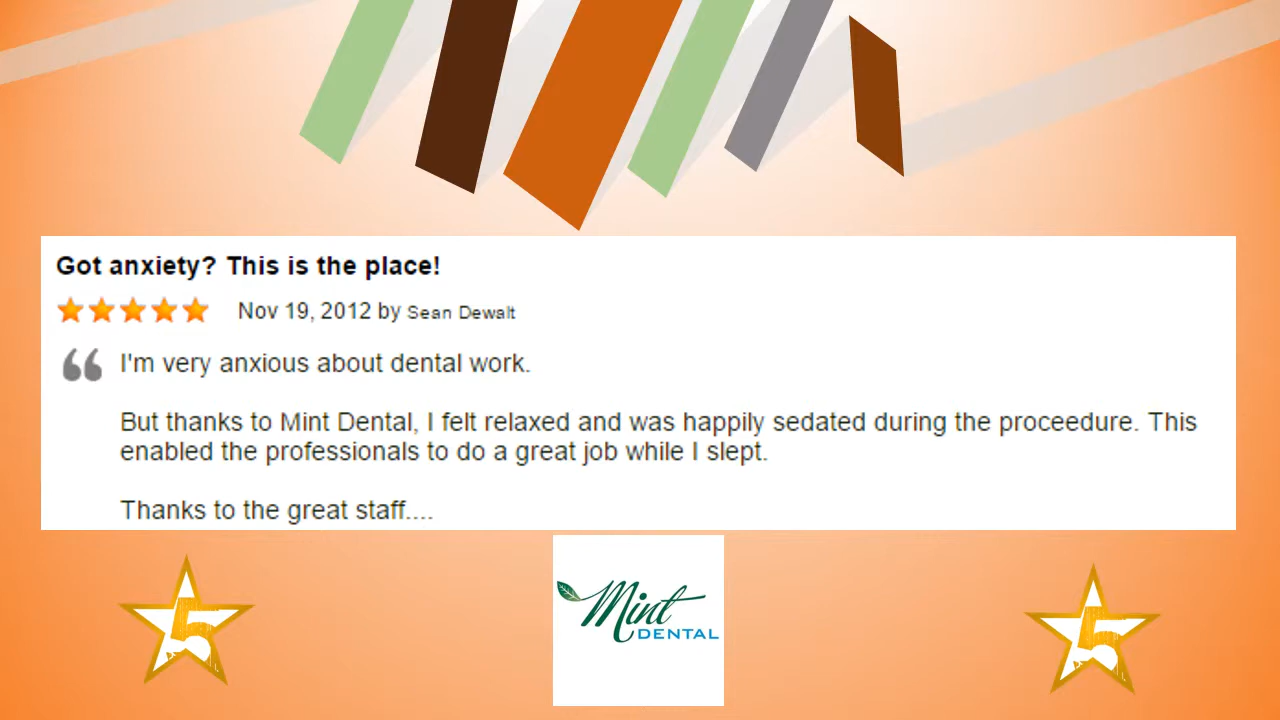 Got anxiety? This is the place!
Nov 19, 2012 by Sean Dewalt
“ I'm very anxious about dental work.
But thanks to Mint Dental, I felt relaxed and was happily sedated during the proceedure. This
enabled the professionals to do a great job while I slept.
Thanks to the great staff....
5
Mint
DENTAL
5